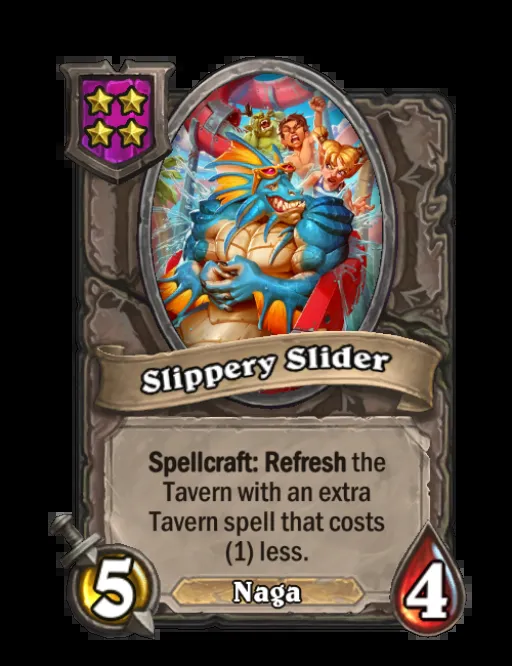 Slippery Slider
Spellcraft: Refresh the
Tavern with an extra
Tavern spell that costs
(1) less.
5
Naga
4